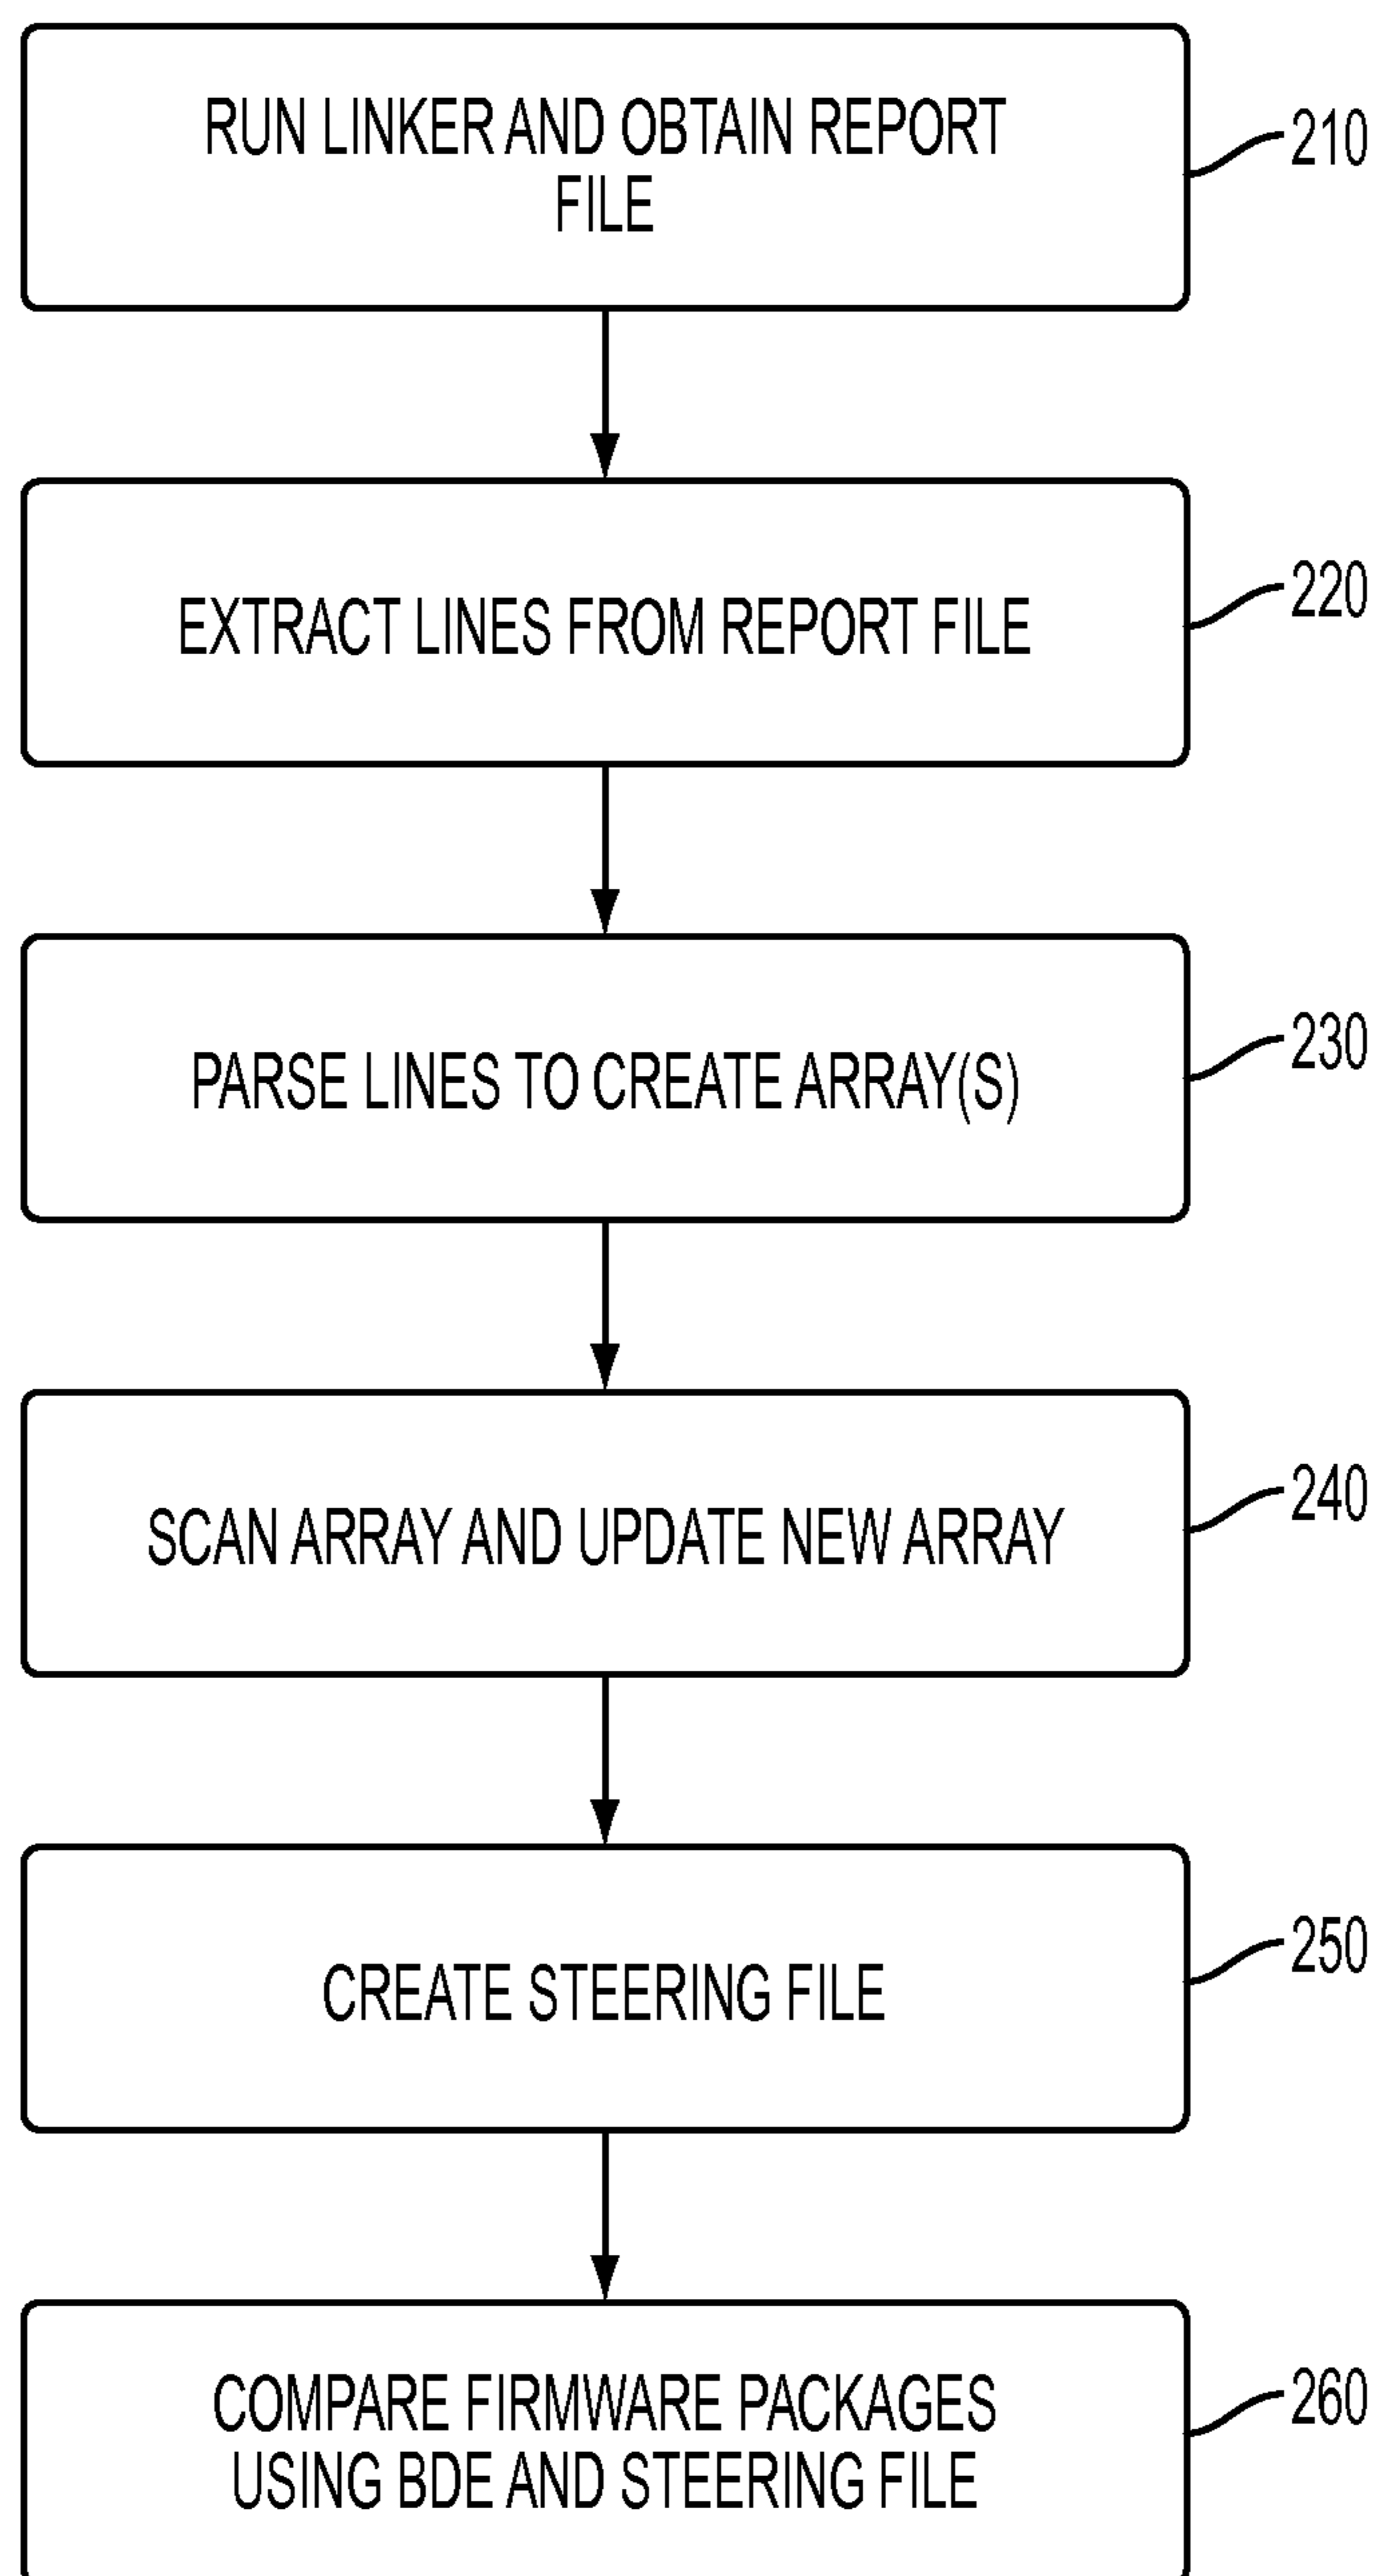 RUN LINKER AND OBTAIN REPORT
FILE
210
EXTRACT LINES FROM REPORT FILE
220
PARSE LINES TO CREATE ARRAY(S)
230
SCAN ARRAY AND UPDATE NEW ARRAY
240
CREATE STEERING FILE
250
COMPARE FIRMWARE PACKAGES
USING BDE AND STEERING FILE
260